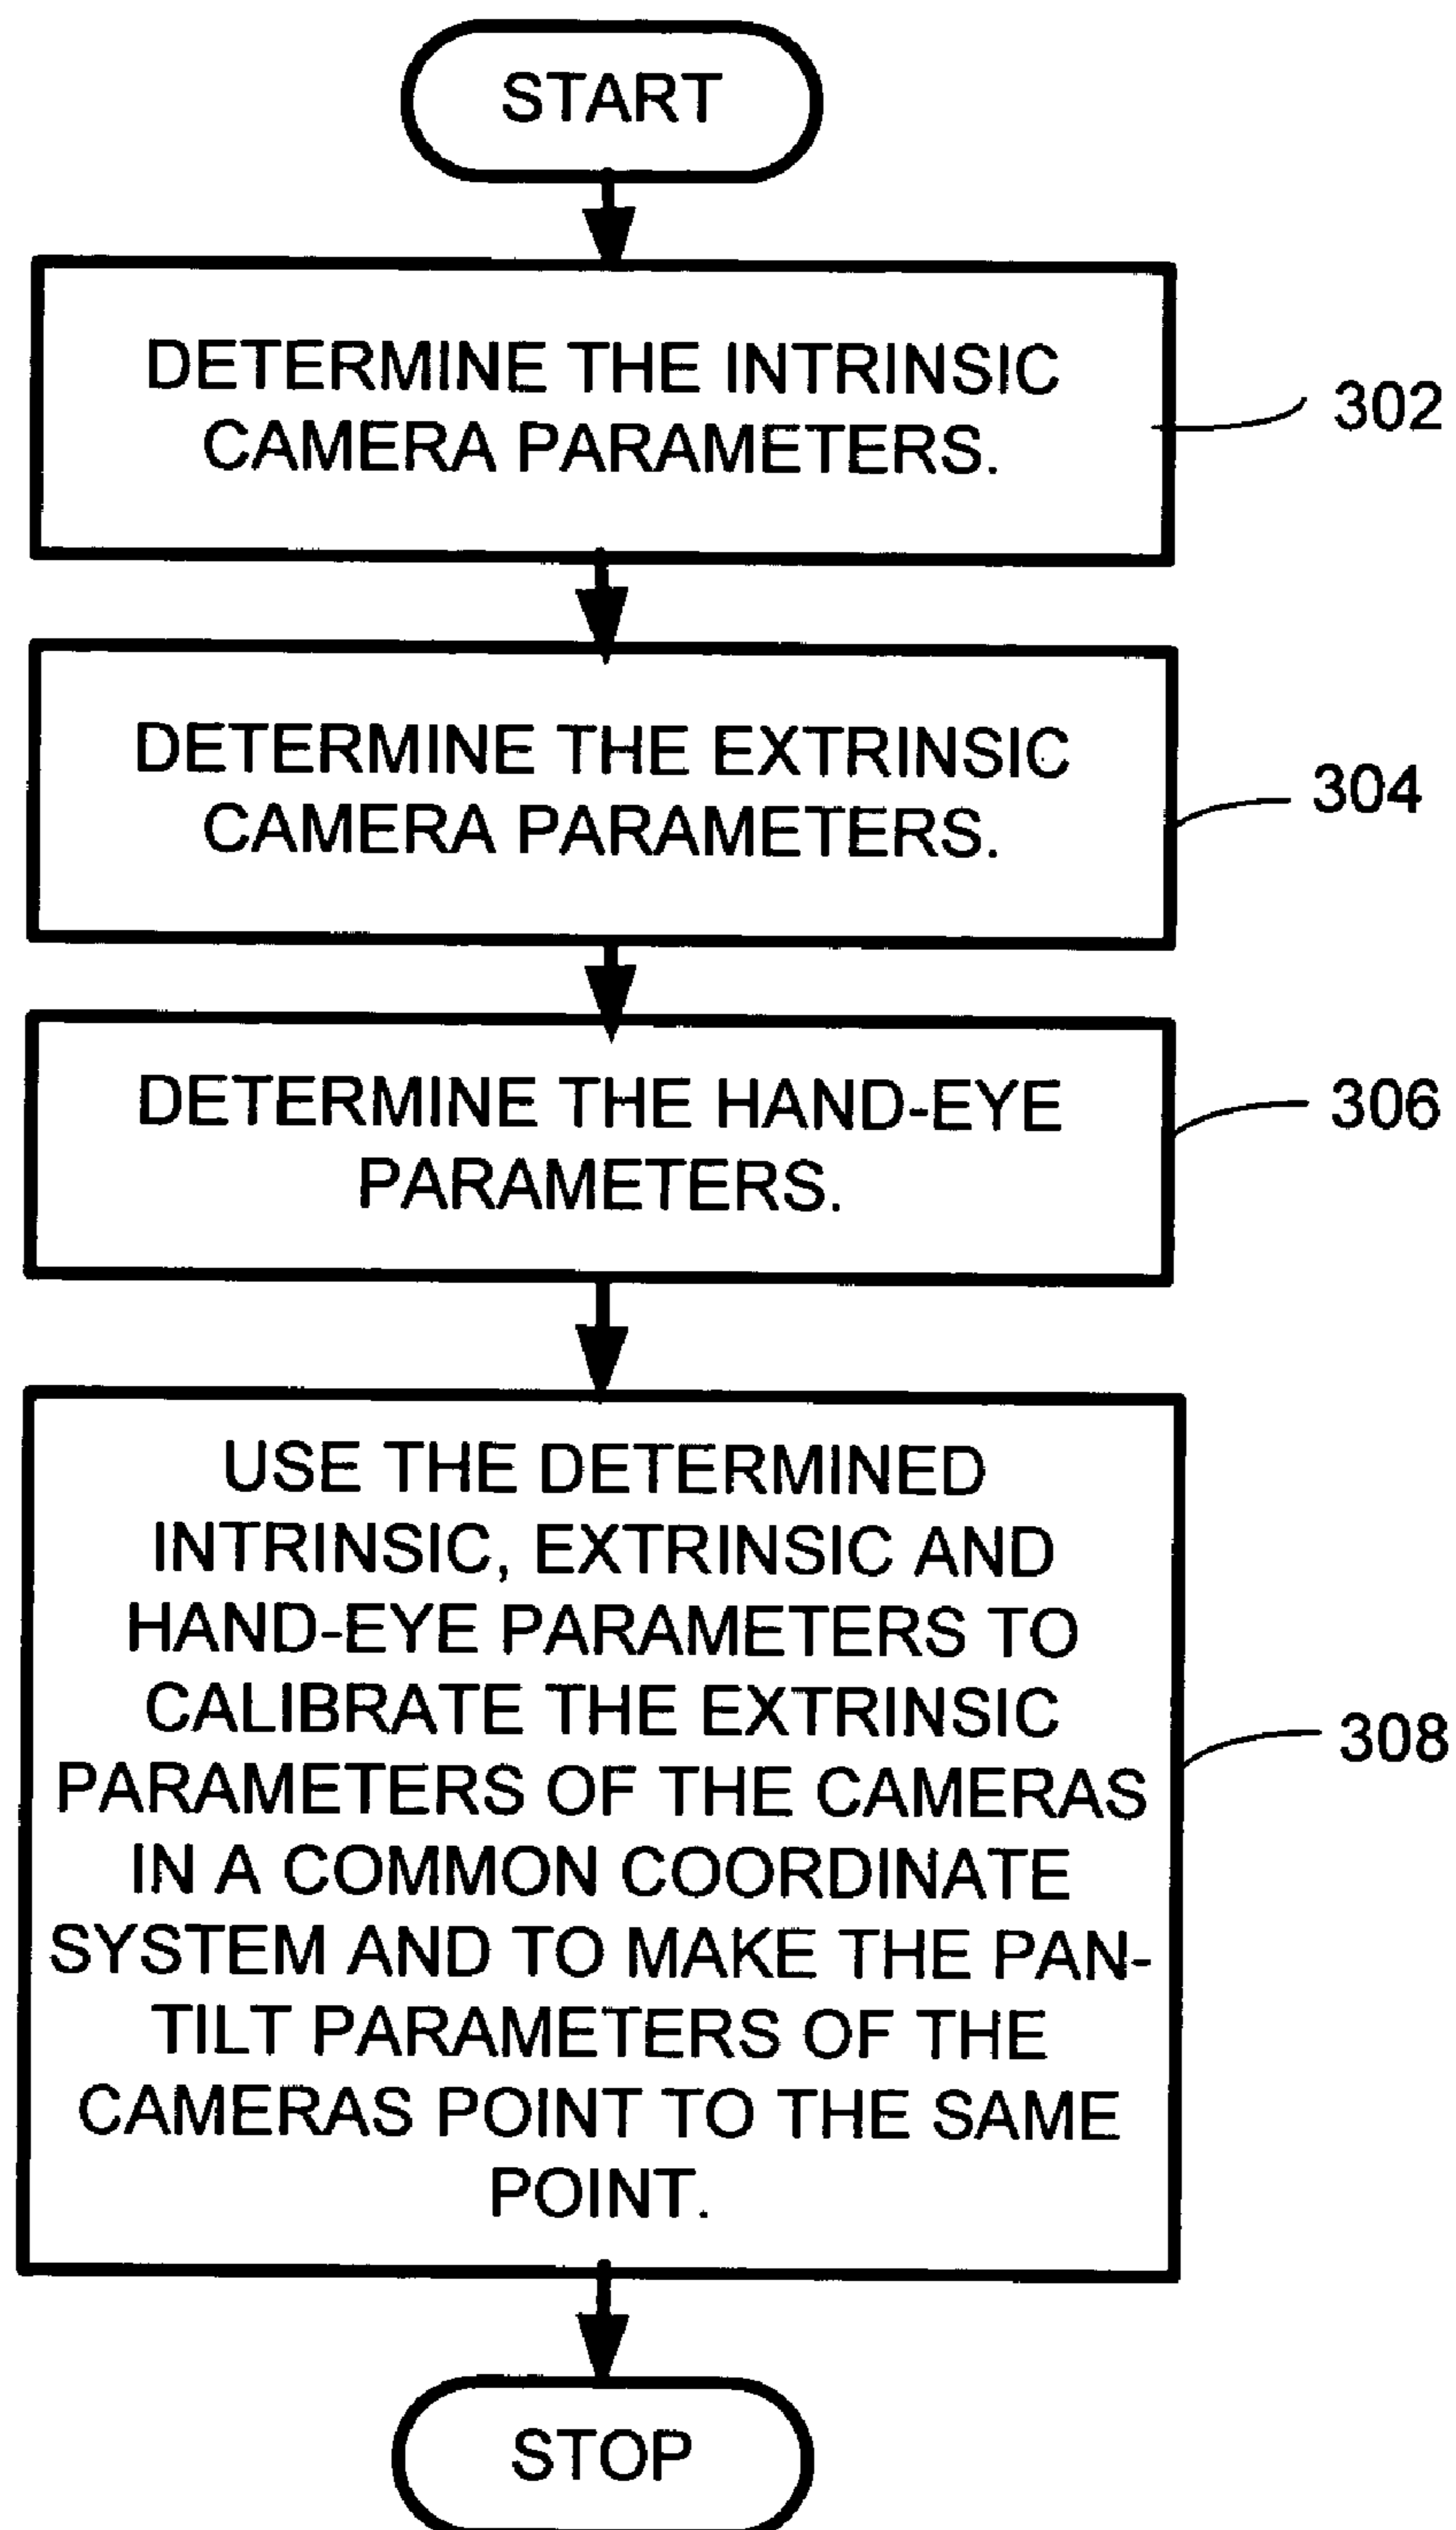 START
DETERMINE THE INTRINSIC
CAMERA PARAMETERS.
302
DETERMINE THE EXTRINSIC
CAMERA PARAMETERS.
304
DETERMINE THE HAND-EYE
PARAMETERS.
306
USE THE DETERMINED
INTRINSIC, EXTRINSIC AND
HAND-EYE PARAMETERS TO
CALIBRATE THE EXTRINSIC
PARAMETERS OF THE CAMERAS
IN A COMMON COORDINATE
SYSTEM AND TO MAKE THE PAN-
TILT PARAMETERS OF THE
CAMERAS POINT TO THE SAME
POINT.
308
STOP